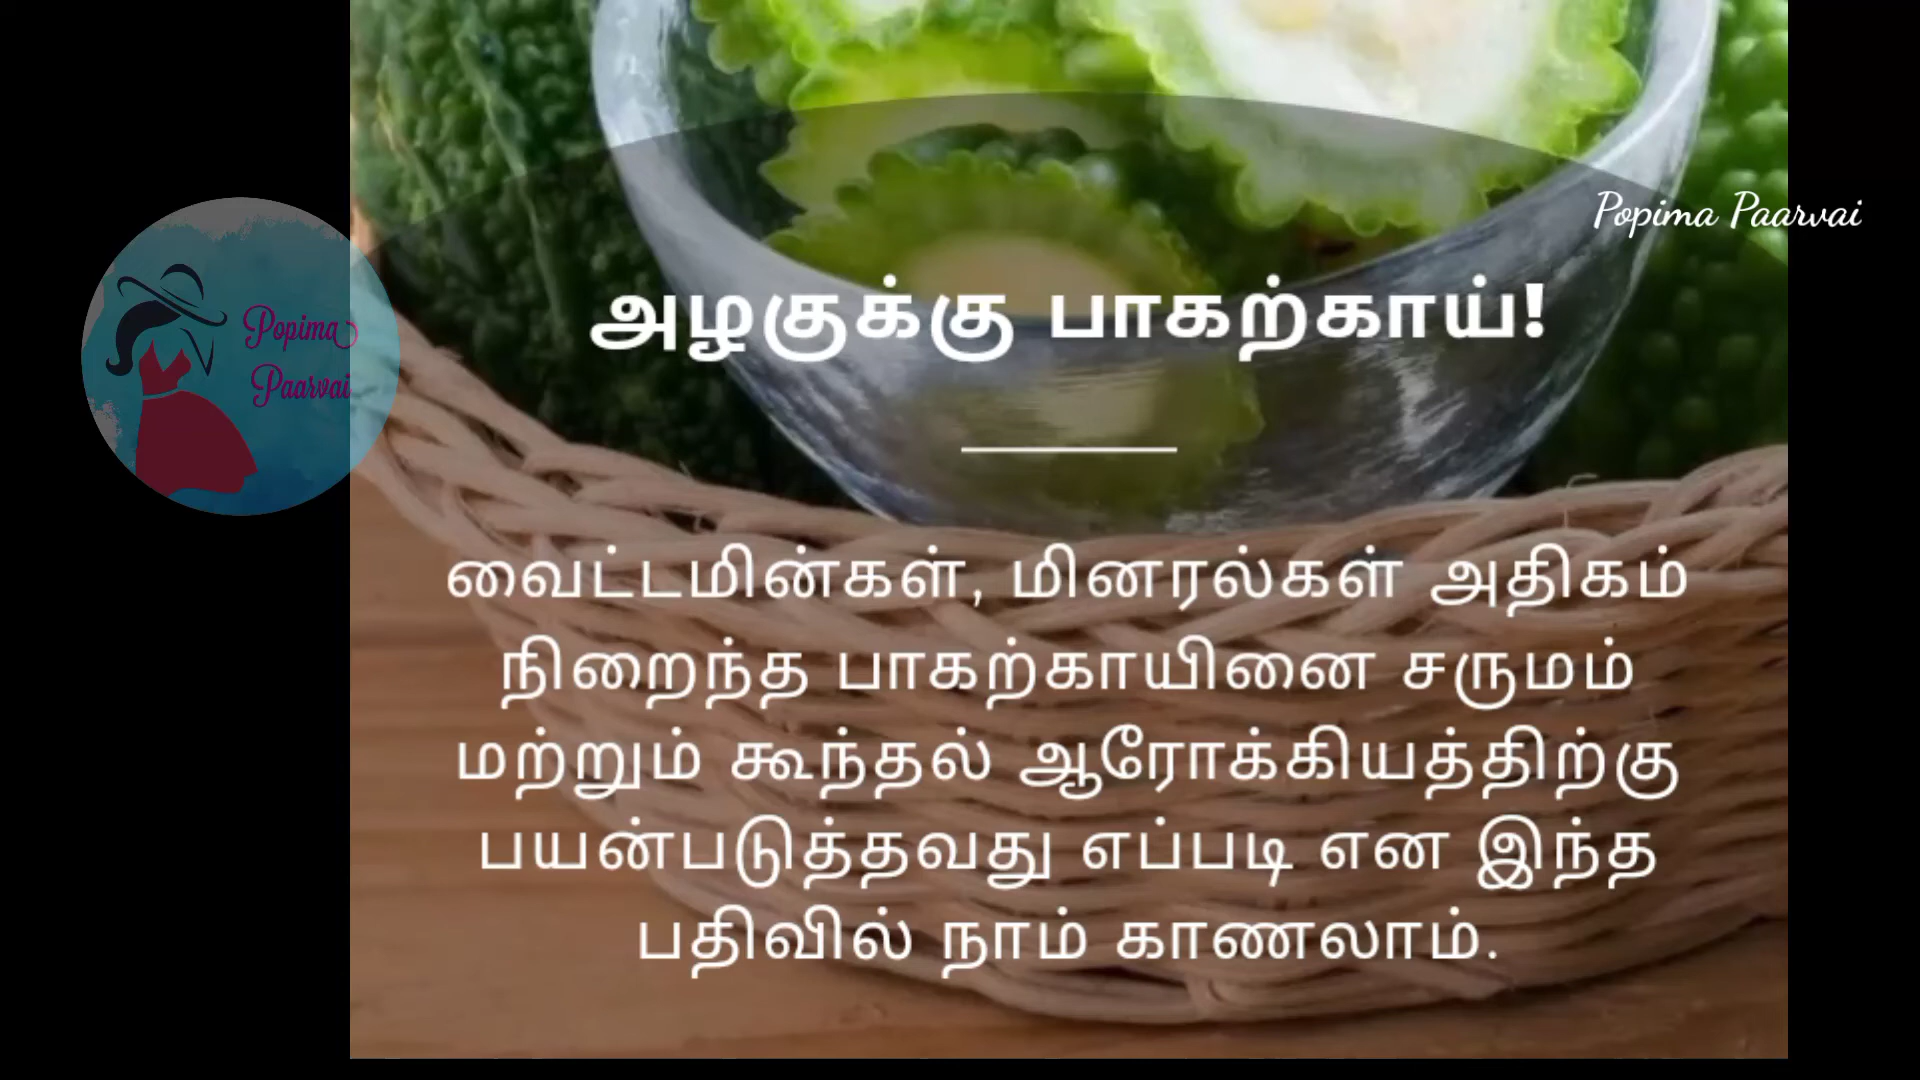 Popima Paarvai
Popima
Paarvai
அழகுக்கு பாகற்காய்!
வைட்டமின்கள், மினரல்கள் அதிகம்
நிறைந்த பாகற்காயினை சருமம்
மற்றும் கூந்தல் ஆரோக்கியத்திற்கு
பயன்படுத்தவது எப்படி என இந்த
பதிவில் நாம் காணலாம்.